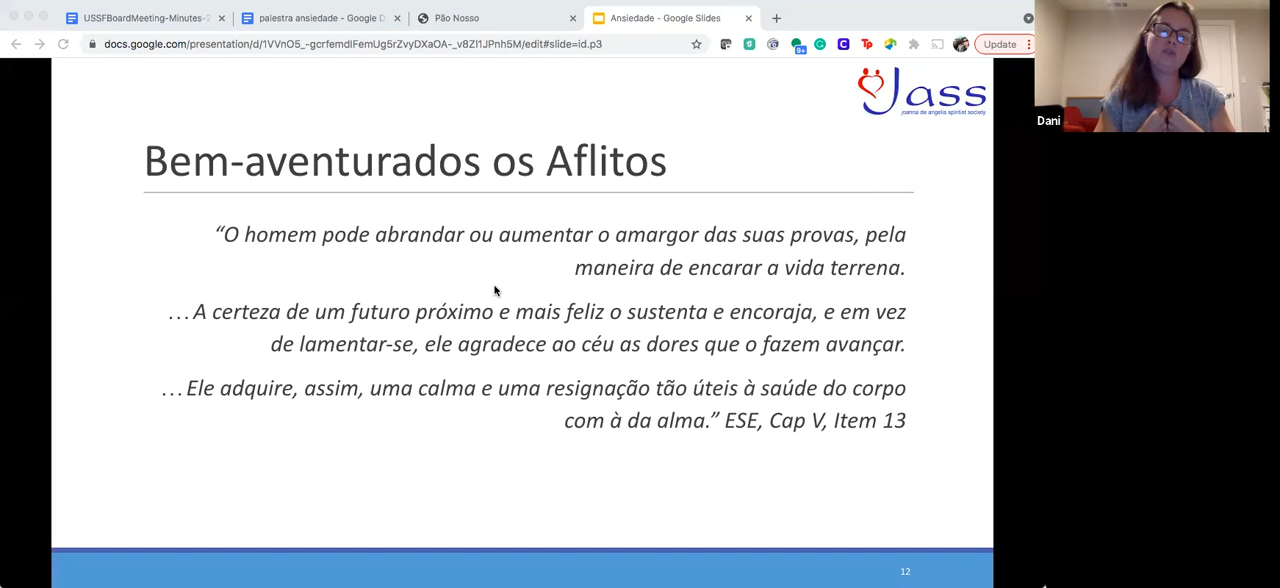 USSFBoardMeeting-Minutes-2
palestra ansiedade - Google D
Pão Nosso
Ansiedade - Google Slides
docs.google.com/presentation/d/1VVnO5_-gcrfemdIFemUg5rZvyDXaOA-_v8ZI1JPnh5M/edit#slide=id.p3
9+
Tp
Update
Dani
Jass
joanna de angelis spiritist society
Bem-aventurados os Aflitos
“O homem pode abrandar ou aumentar o amargor das suas provas, pela
maneira de encarar a vida terrena.
…A certeza de um futuro próximo e mais feliz o sustenta e encoraja, e em vez
de lamentar-se, ele agradece ao céu as dores que o fazem avançar.
…Ele adquire, assim, uma calma e uma resignação tão úteis à saúde do corpo
com à da alma.” ESE, Cap V, Item 13
12